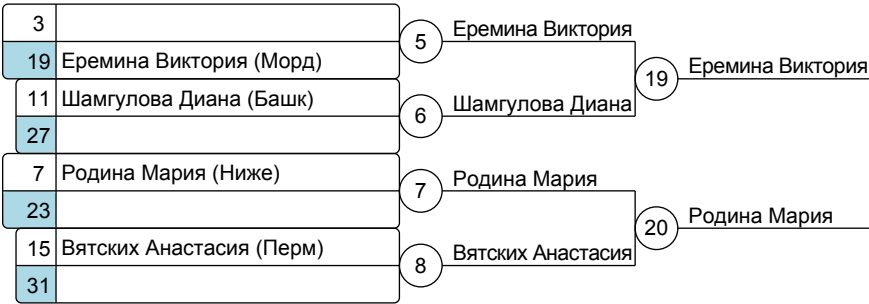 3
19 Еремина Виктория (Морд)
11 Шамгулова Диана (Башк)
27
7 Родина Мария (Ниже)
23
15 Вятских Анастасия (Перм)
31
5 Еремина Виктория
6 Шамгулова Диана
7 Родина Мария
8 Вятских Анастасия
19 Еремина Виктория
20 Родина Мария